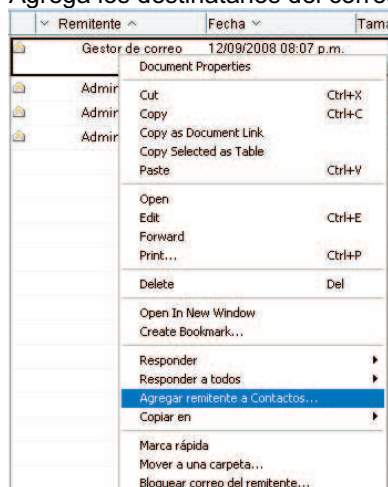 Agrega los destinatarios del corre
Remitente Fecha Tam
Gestor de correo 12/09/2008 08:07 p.m.
Document Properties
Admir
Cut Ctrl+X
Admir
Copy Ctrl+C
Admir
Copy as Document Link
Copy Selected as Table
Paste Ctrl+V
Open
Edit Ctrl+E
Forward
Print... Ctrl+P
Delete Del
Open In New Window
Create Bookmark...
Responder
Responder a todos
Agregar remitente a Contactos...
Copiar en
Marca rápida
Mover a una carpeta...
Bloquear correo del remitente...